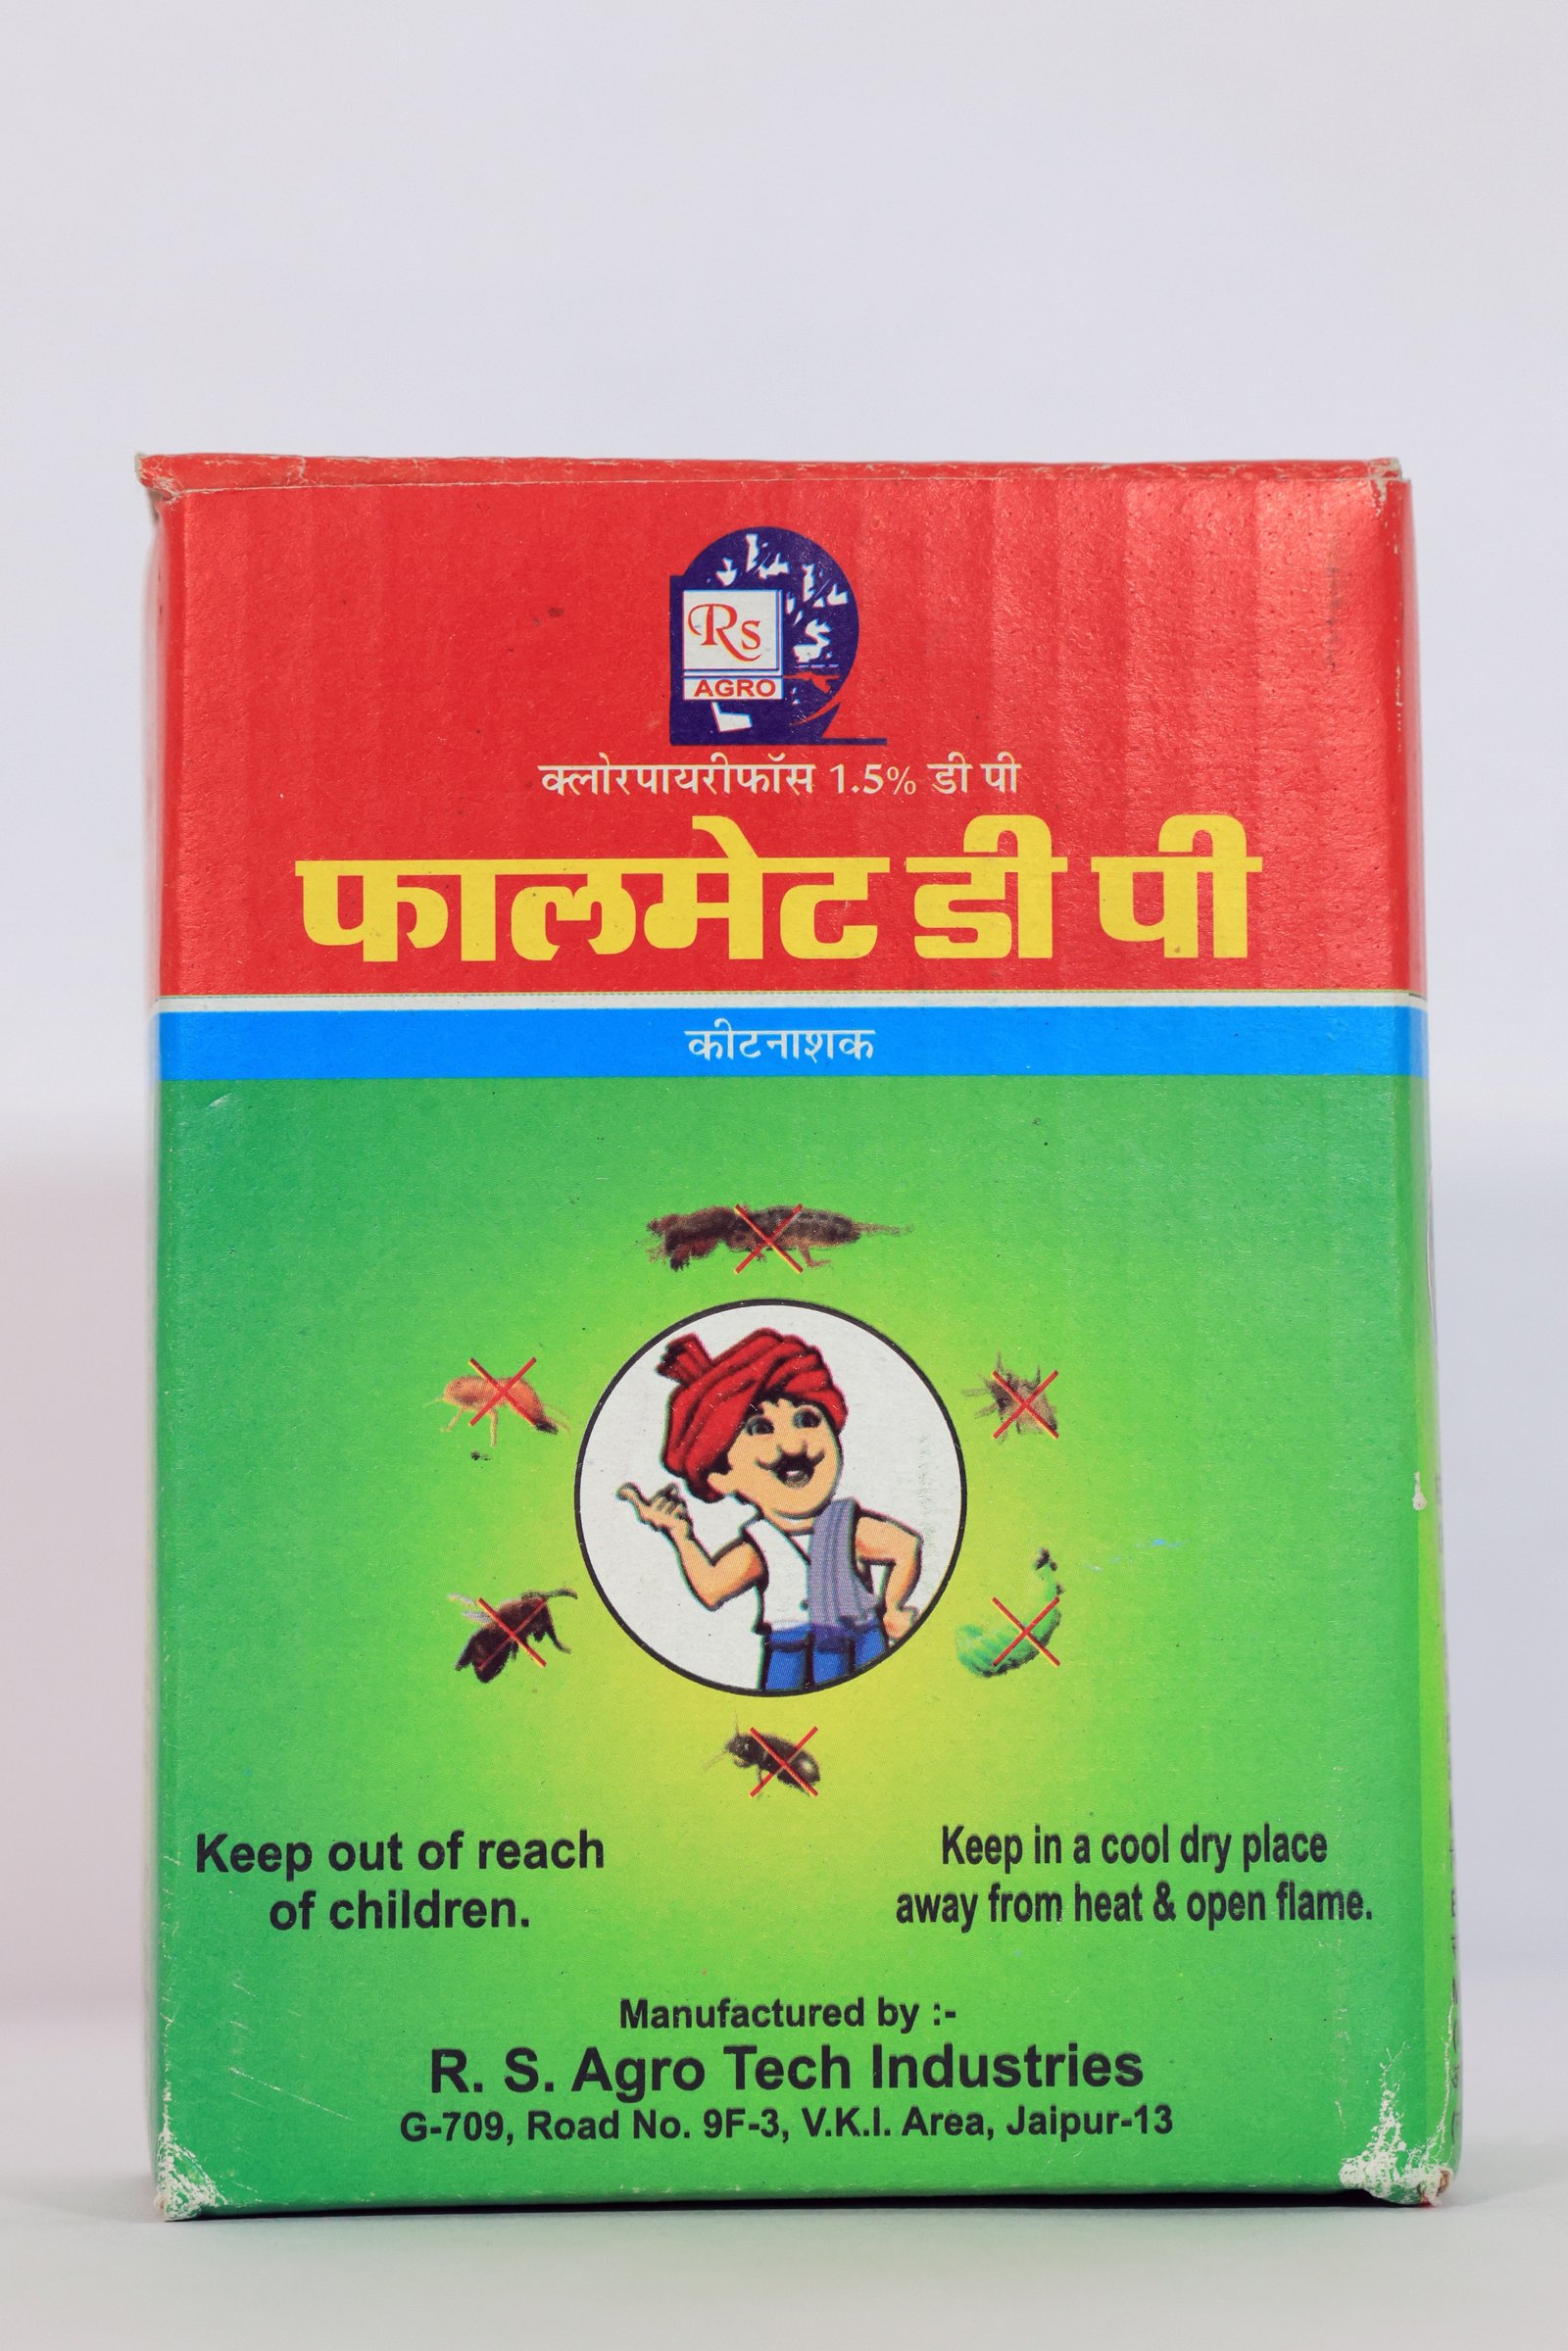 Rs
AGRO
क्लोरपायरीफॉस 1.5% डी पी
फालमेट डी पी
कीटनाशक
Keep out of reach
of children.
Keep in a cool dry place
away from heat & open flame.
Manufactured by :-
R. S. Agro Tech Industries
G-709, Road No. 9F-3, V.K.I. Area, Jaipur-13